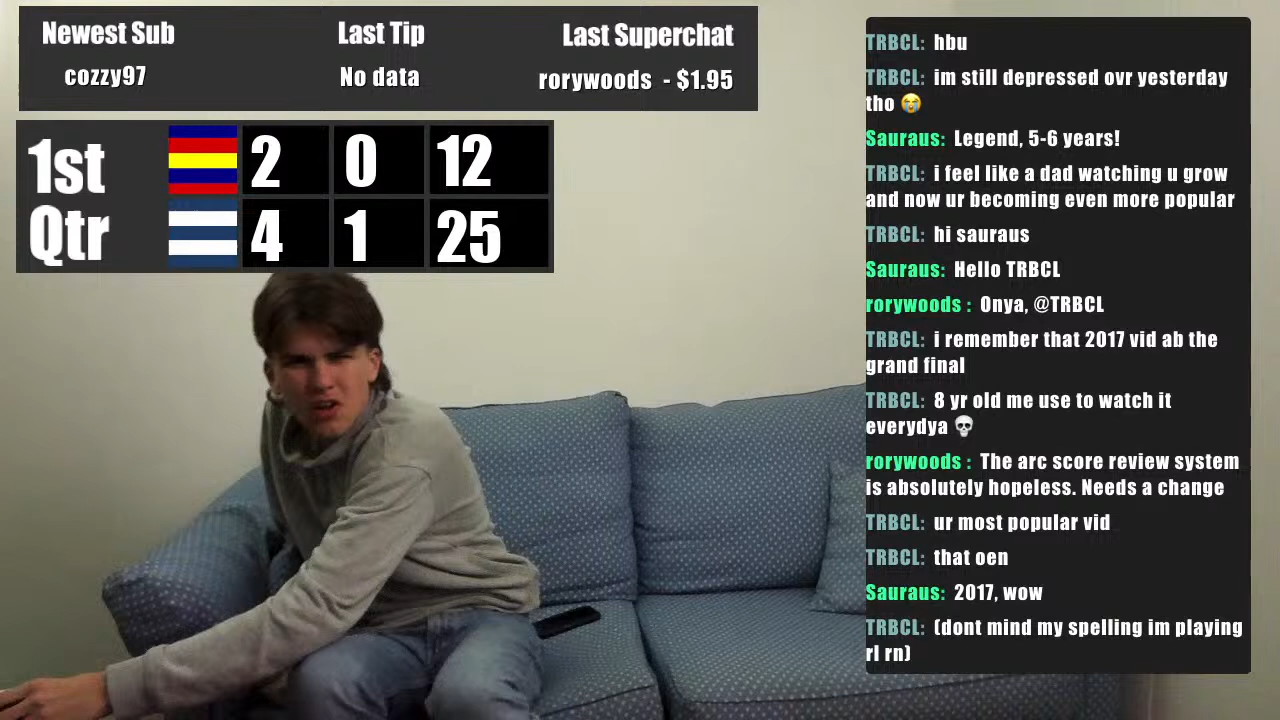 Newest Sub
Last Tip
Last Superchat
cozzy97
No data
rorywoods - $1.95
1st
2 0 12
Qtr
4 1 25
TRBCL: hbu
TRBCL: im still depressed ovr yesterday
tho 😭
Sauraus: Legend, 5-6 years!
TRBCL: i feel like a dad watching u grow
and now ur becoming even more popular
TRBCL: hi sauraus
Sauraus: Hello TRBCL
rorywoods : Onya, @TRBCL
TRBCL: i remember that 2017 vid ab the
grand final
TRBCL: 8 yr old me use to watch it
everydya 💀
rorywoods : The arc score review system
is absolutely hopeless. Needs a change
TRBCL: ur most popular vid
TRBCL: that oen
Sauraus: 2017, wow
TRBCL: (dont mind my spelling im playing
rl rn)